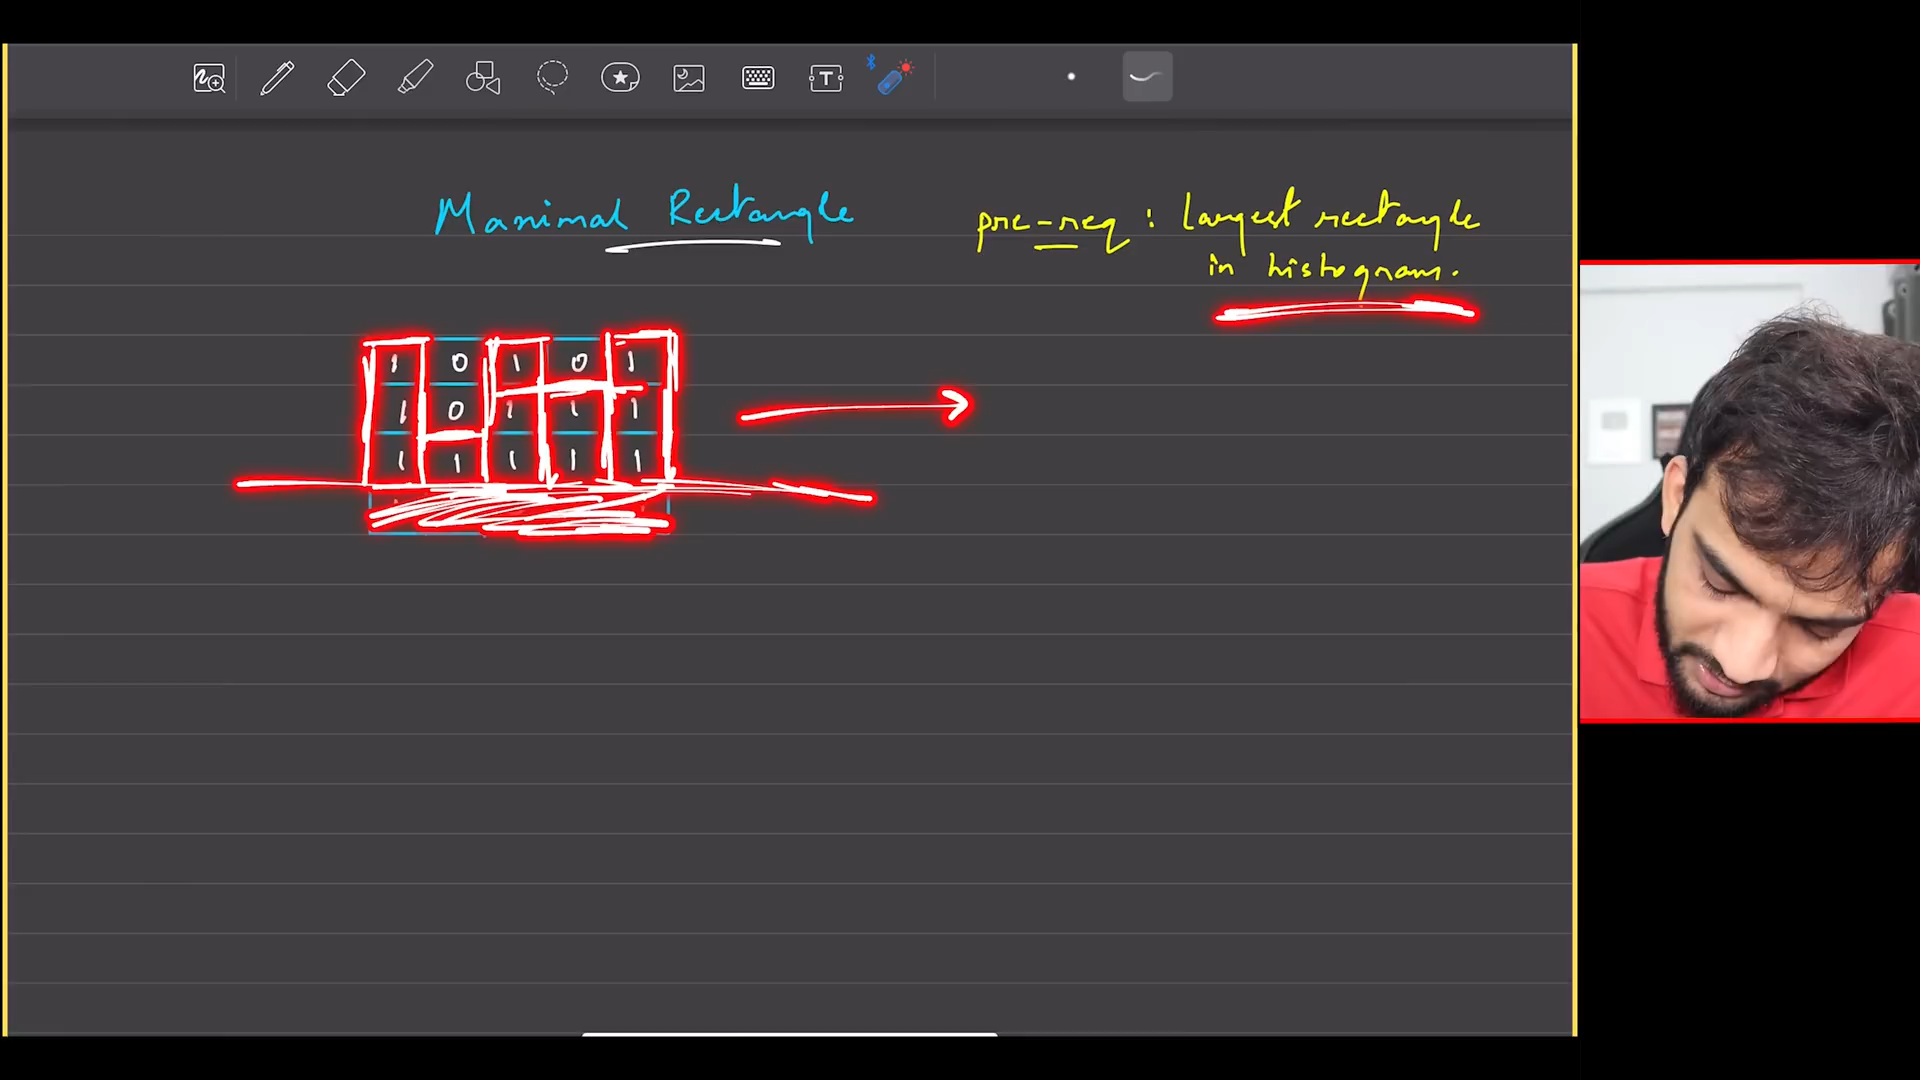 Maximal Rectangle
pre-req : largest rectangle
in histogram.
1 0 1 0 1
1 0 1 1 1
1 1 1 1 1
T